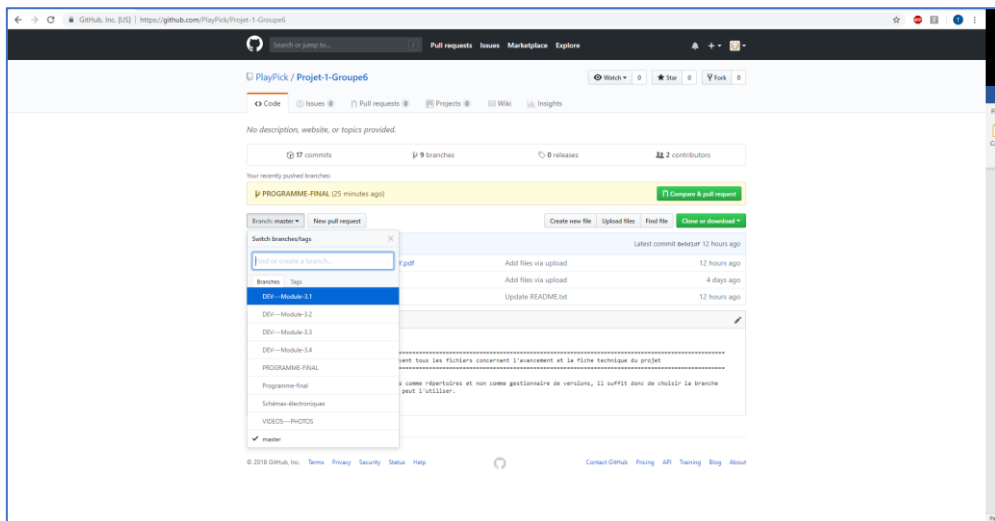 GitHub, Inc. [US] | https://github.com/PlayPick/Projet-1-Groupe6
Search or jump to... / Pull requests Issues Marketplace Explore
PlayPick / Projet-1-Groupe6 Watch 0 Star 0 Fork 0
Code Issues 0 Pull requests 0 Projects 0 Wiki Insights
No description, website, or topics provided.
17 commits 9 branches 0 releases 2 contributors
Your recently pushed branches:
PROGRAMME-FINAL (25 minutes ago) Compare & pull request
Branch: master New pull request Create new file Upload files Find file Clone or download
Switch branches/tags Latest commit 12 hours ago
Find or create a branch... .pdf Add files via upload 12 hours ago
Branches Tags Add files via upload 4 days ago
DEV---Module-3.1 Update README.txt 12 hours ago
DEV---Module-3.2
DEV---Module-3.3
DEV---Module-3.4 sent tous les fichiers concernant l'avancement et la fiche technique du projet
PROGRAMME-FINAL
Programme-final s comme répertoires et non comme gestionnaire de versions, il suffit donc de choisir la branche
Schémas-électroniques peut l'utiliser.
VIDEOS---PHOTOS
master
© 2018 GitHub, Inc. Terms Privacy Security Status Help Contact GitHub Pricing API Training Blog About